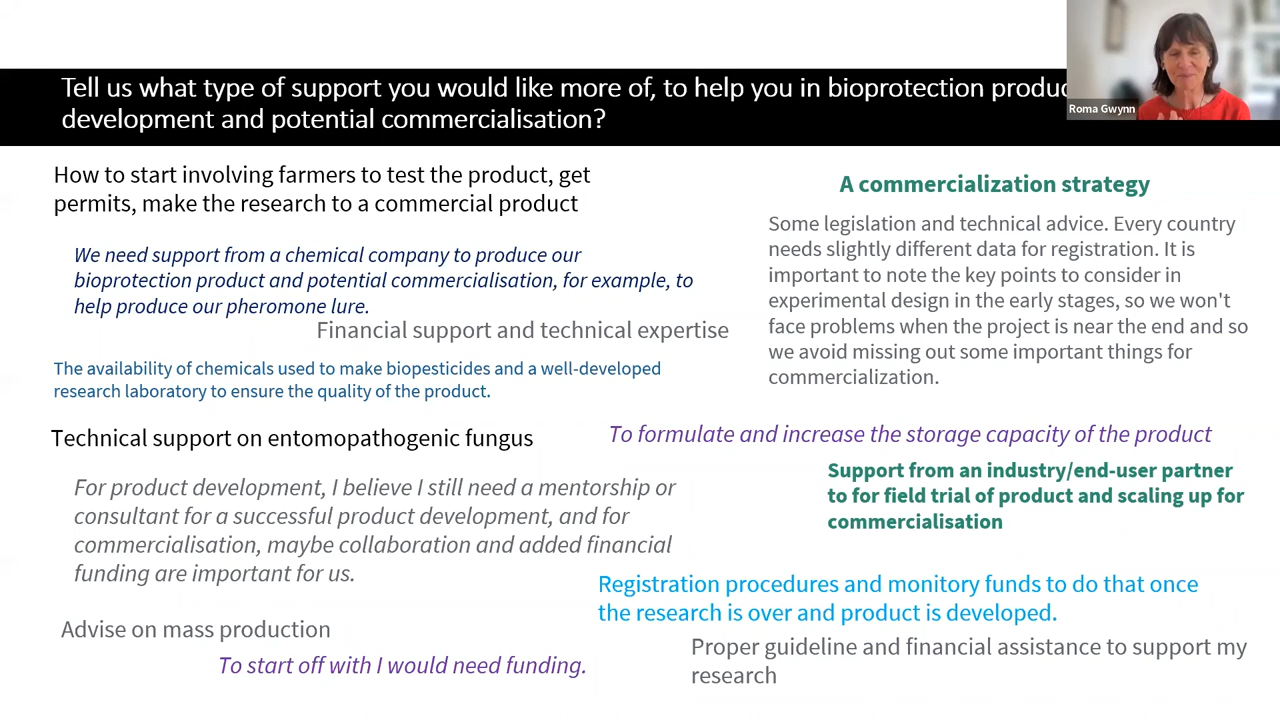 Tell us what type of support you would like more of, to help you in bioprotection
development and potential commercialisation?
Roma Gwynn
How to start involving farmers to test the product, get
permits, make the research to a commercial product
We need support from a chemical company to produce our
bioprotection product and potential commercialisation, for example, to
help produce our pheromone lure.
Financial support and technical expertise
The availability of chemicals used to make biopesticides and a well-developed
research laboratory to ensure the quality of the product.
Technical support on entomopathogenic fungus
For product development, I believe I still need a mentorship or
consultant for a successful product development, and for
commercialisation, maybe collaboration and added financial
funding are important for us.
Advise on mass production
To start off with I would need funding.
A commercialization strategy
Some legislation and technical advice. Every country
needs slightly different data for registration. It is
important to note the key points to consider in
experimental design in the early stages, so we won't
face problems when the project is near the end and so
we avoid missing out some important things for
commercialization.
To formulate and increase the storage capacity of the product
Support from an industry/end-user partner
to for field trial of product and scaling up for
commercialisation
Registration procedures and monitory funds to do that once
the research is over and product is developed.
Proper guideline and financial assistance to support my
research